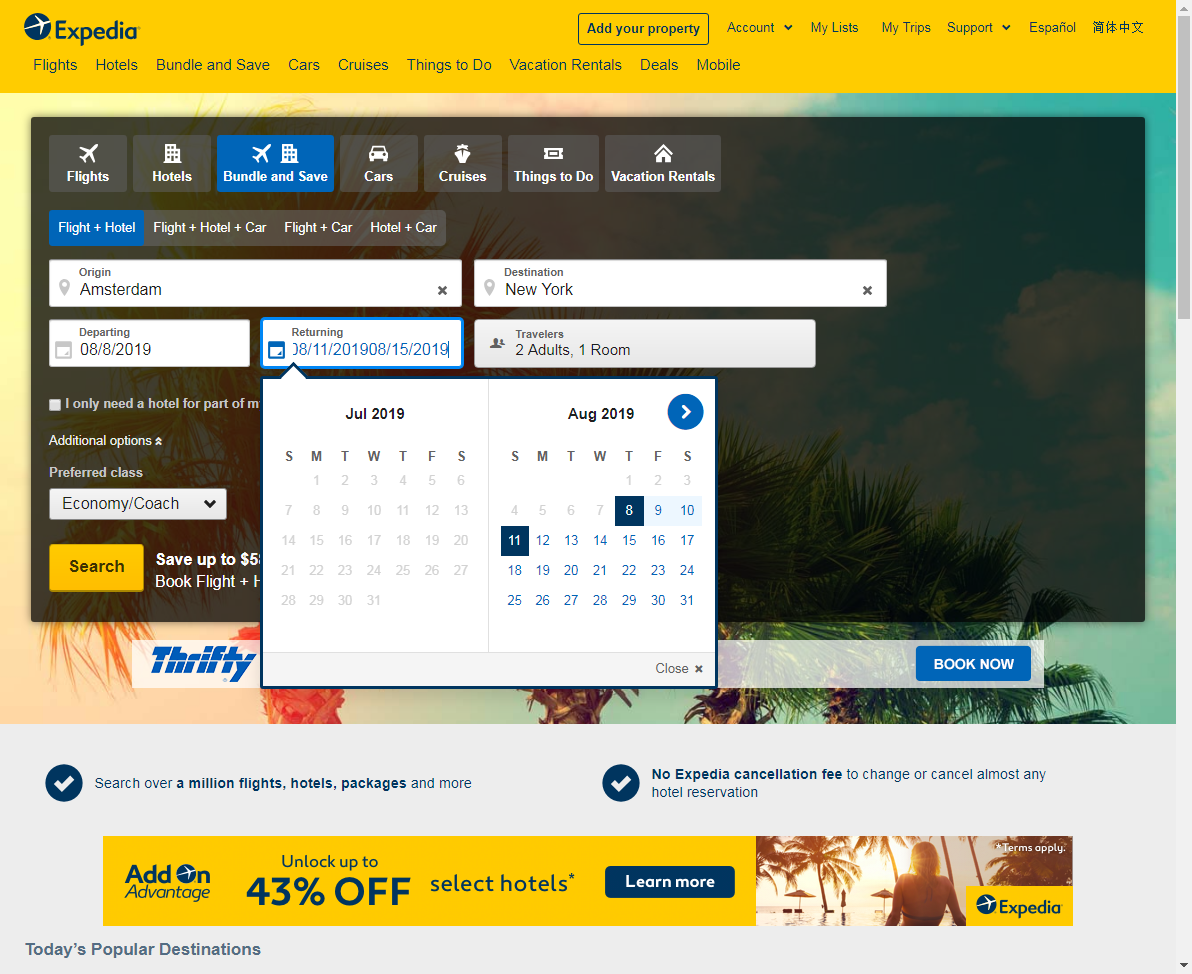 Expedia
Add your property
Account
My Lists
My Trips
Support
Español
简体中文
Flights
Hotels
Bundle and Save
Cars
Cruises
Things to Do
Vacation Rentals
Deals
Mobile
Flights
Hotels
Bundle and Save
Cars
Cruises
Things to Do
Vacation Rentals
Flight + Hotel
Flight + Hotel + Car
Flight + Car
Hotel + Car
Origin
Amsterdam
Destination
New York
Departing
08/8/2019
Returning
08/11/201908/15/2019
Travelers
2 Adults, 1 Room
I only need a hotel for part of
Additional options
Preferred class
Economy/Coach
Search
Save up to
Book Flight +
Jul 2019
S M T W T F S
1 2 3 4 5 6
7 8 9 10 11 12 13
14 15 16 17 18 19 20
21 22 23 24 25 26 27
28 29 30 31
Aug 2019
S M T W T F S
1 2 3
4 5 6 7 8 9 10
11 12 13 14 15 16 17
18 19 20 21 22 23 24
25 26 27 28 29 30 31
Close
Thrifty
BOOK NOW
Search over a million flights, hotels, packages and more
No Expedia cancellation fee to change or cancel almost any
hotel reservation
Add On
Advantage
Unlock up to
43% OFF
select hotels*
Learn more
*Terms apply.
Expedia
Today's Popular Destinations